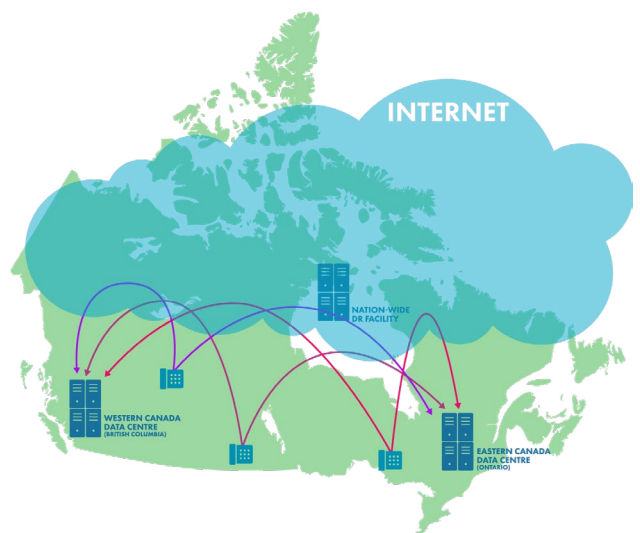 INTERNET
NATION-WIDE
DR FACILITY
WESTERN CANADA
DATA CENTRE
(BRITISH COLUMBIA)
EASTERN CANADA
DATA CENTRE
(ONTARIO)